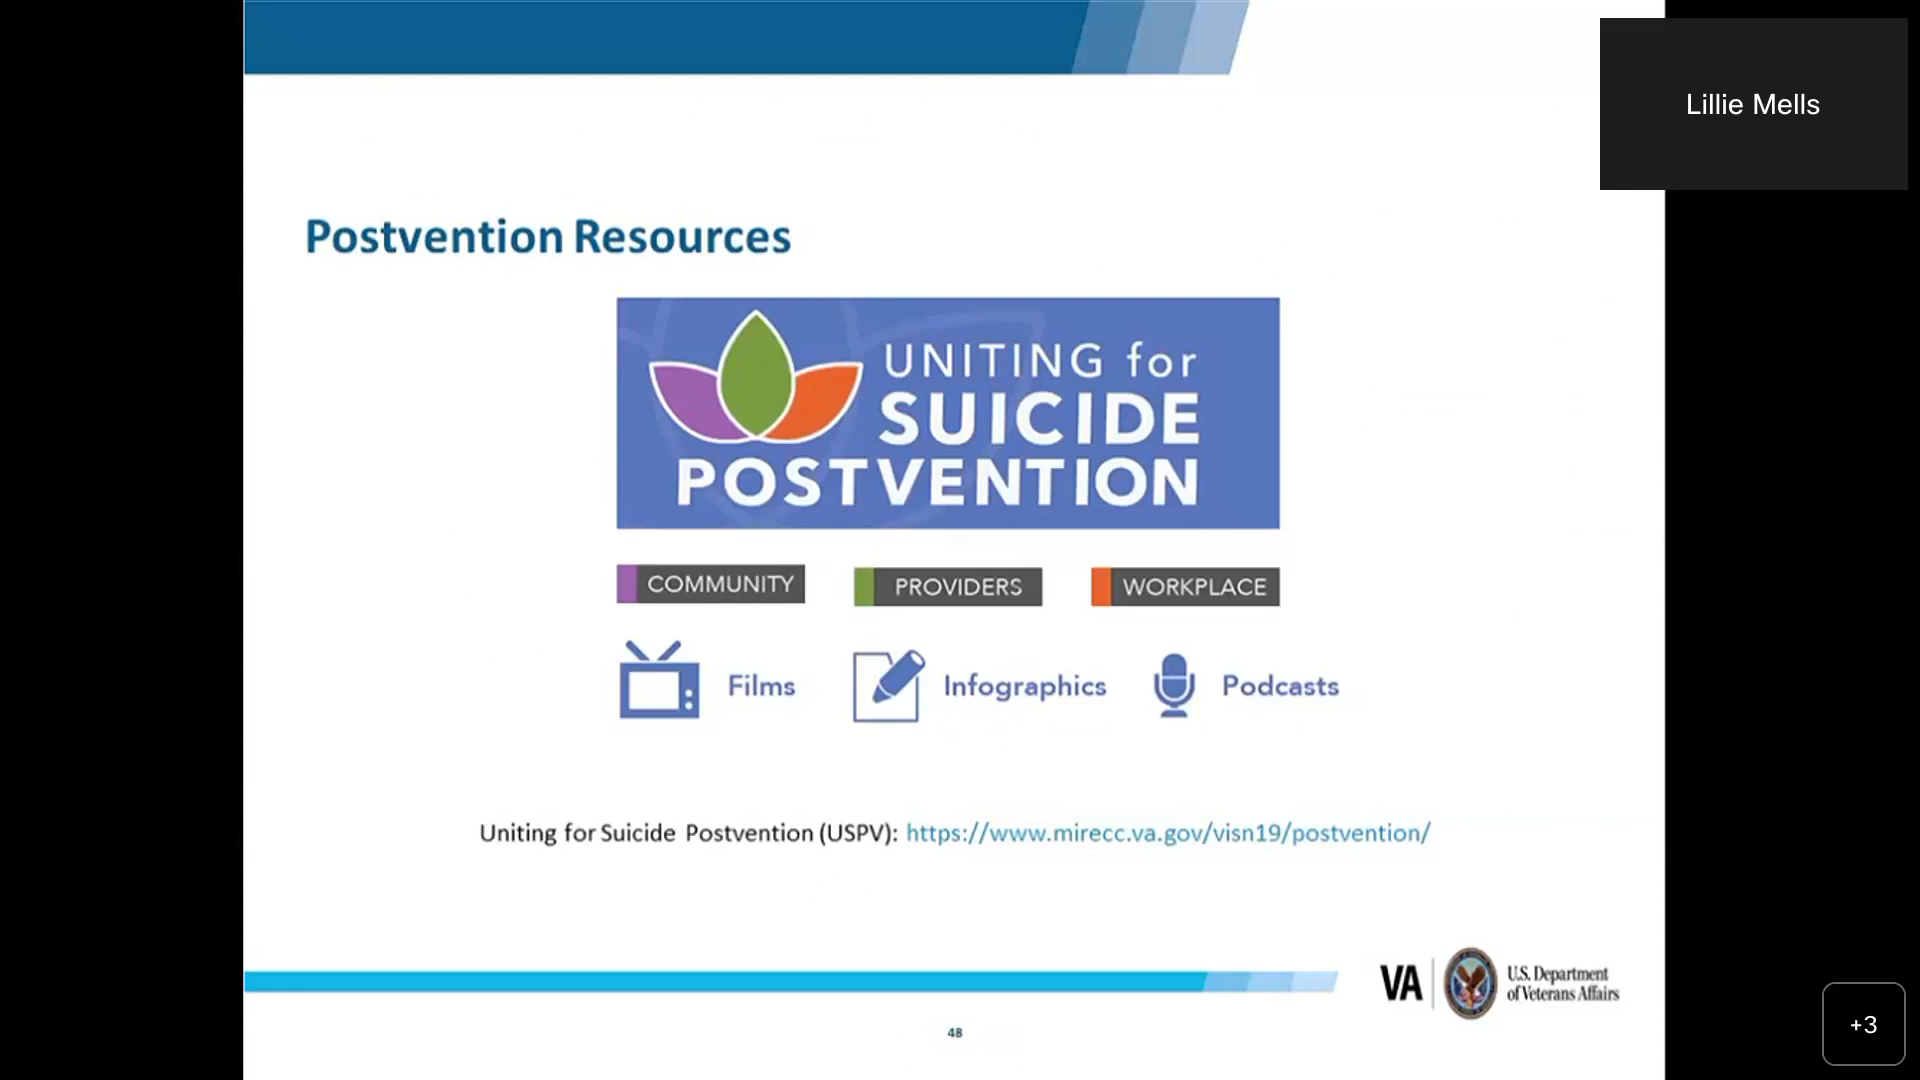 Lillie Mells
Postvention Resources
UNITING for
SUICIDE
POSTVENTION
COMMUNITY
PROVIDERS
WORKPLACE
Films
Infographics
Podcasts
Uniting for Suicide Postvention (USPV): https://www.mirecc.va.gov/visn19/postvention/
VA
U.S. Department
of Veterans Affairs
48
+3